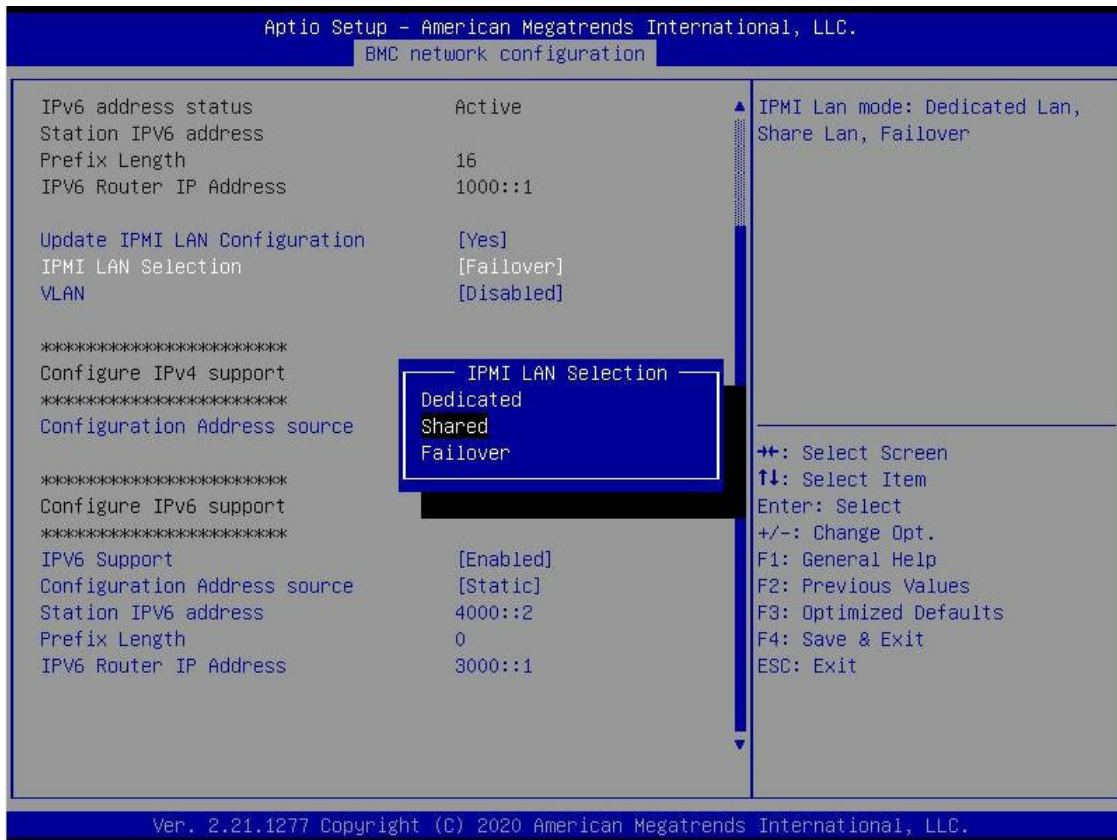 Aptio Setup – American Megatrends International, LLC.
BMC network configuration
IPv6 address status Active
Station IPV6 address
Prefix Length 16
IPV6 Router IP Address 1000::1
Update IPMI LAN Configuration [Yes]
IPMI LAN Selection [Failover]
VLAN [Disabled]
***********************
Configure IPv4 support
***********************
Configuration Address source
***********************
Configure IPv6 support
***********************
IPV6 Support [Enabled]
Configuration Address source [Static]
Station IPV6 address 4000::2
Prefix Length 0
IPV6 Router IP Address 3000::1
IPMI LAN Selection
Dedicated
Shared
Failover
IPMI Lan mode: Dedicated Lan,
Share Lan, Failover
→←: Select Screen
↑↓: Select Item
Enter: Select
+/-: Change Opt.
F1: General Help
F2: Previous Values
F3: Optimized Defaults
F4: Save & Exit
ESC: Exit
Ver. 2.21.1277 Copyright (C) 2020 American Megatrends International, LLC.